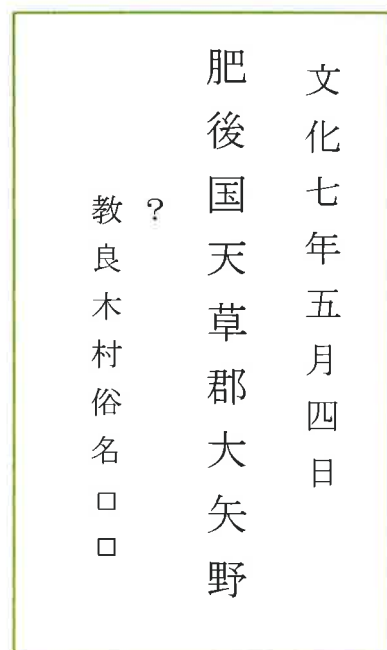 文化七年五月四日
肥後国天草郡大矢野
?
教良木村俗名□□